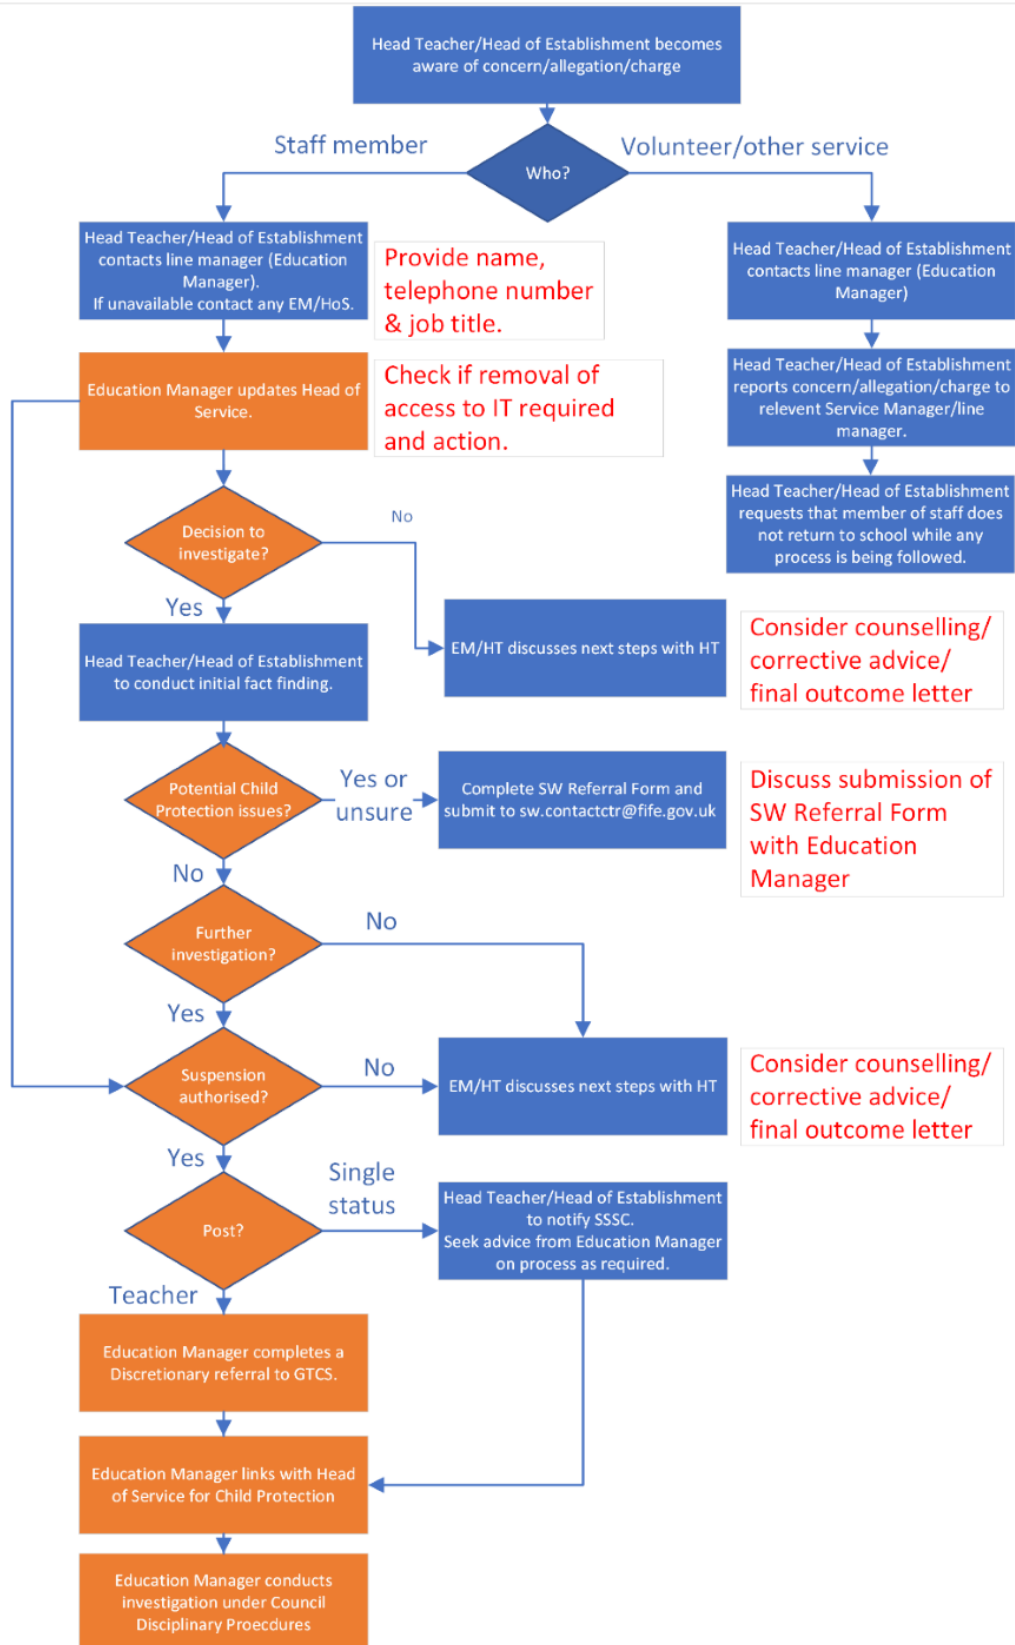 Head Teacher/Head of Establishment becomes
aware of concern/allegation/charge
Staff member
Who?
Volunteer/other service
Head Teacher/Head of Establishment
contacts line manager (Education
Manager).
If unavailable contact any EM/HoS.
Provide name,
telephone number
& job title.
Head Teacher/Head of Establishment
contacts line manager (Education
Manager)
Education Manager updates Head of
Service.
Check if removal of
access to IT required
and action.
Head Teacher/Head of Establishment
reports concern/allegation/charge to
relevent Service Manager/line
manager.
Head Teacher/Head of Establishment
requests that member of staff does
not return to school while any
process is being followed.
Decision to
investigate?
No
Yes
Head Teacher/Head of Establishment
to conduct initial fact finding.
EM/HT discusses next steps with HT
Consider counselling/
corrective advice/
final outcome letter
Potential Child
Protection issues?
Yes or
unsure
Complete SW Referral Form and
submit to sw.contactctr@fife.gov.uk
Discuss submission of
SW Referral Form
with Education
Manager
No
Further
investigation?
No
Yes
Suspension
authorised?
No
EM/HT discusses next steps with HT
Consider counselling/
corrective advice/
final outcome letter
Yes
Post?
Single
status
Head Teacher/Head of Establishment
to notify SSSC.
Seek advice from Education Manager
on process as required.
Teacher
Education Manager completes a
Discretionary referral to GTCS.
Education Manager links with Head
of Service for Child Protection
Education Manager conducts
investigation under Council
Disciplinary Proecdures